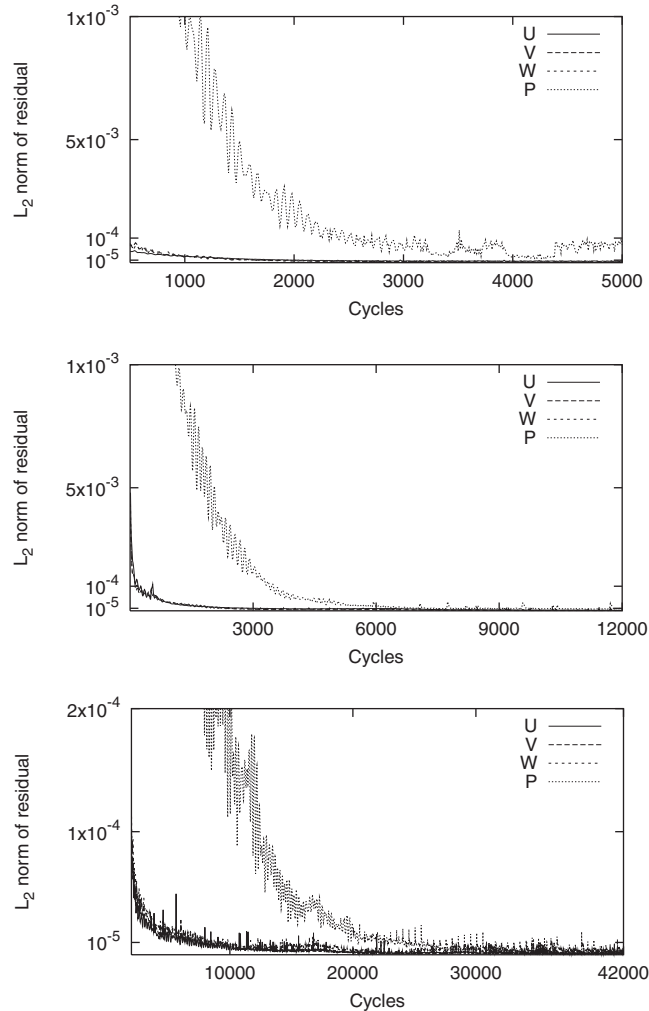 1x10-3
5x10-3
10-4
10-5
L2 norm of residual
U
V
W
P
1000 2000 3000 4000 5000
Cycles
1x10-3
5x10-3
10-4
10-5
L2 norm of residual
U
V
W
P
3000 6000 9000 12000
Cycles
2x10-4
1x10-4
10-5
L2 norm of residual
U
V
W
P
10000 20000 30000 42000
Cycles